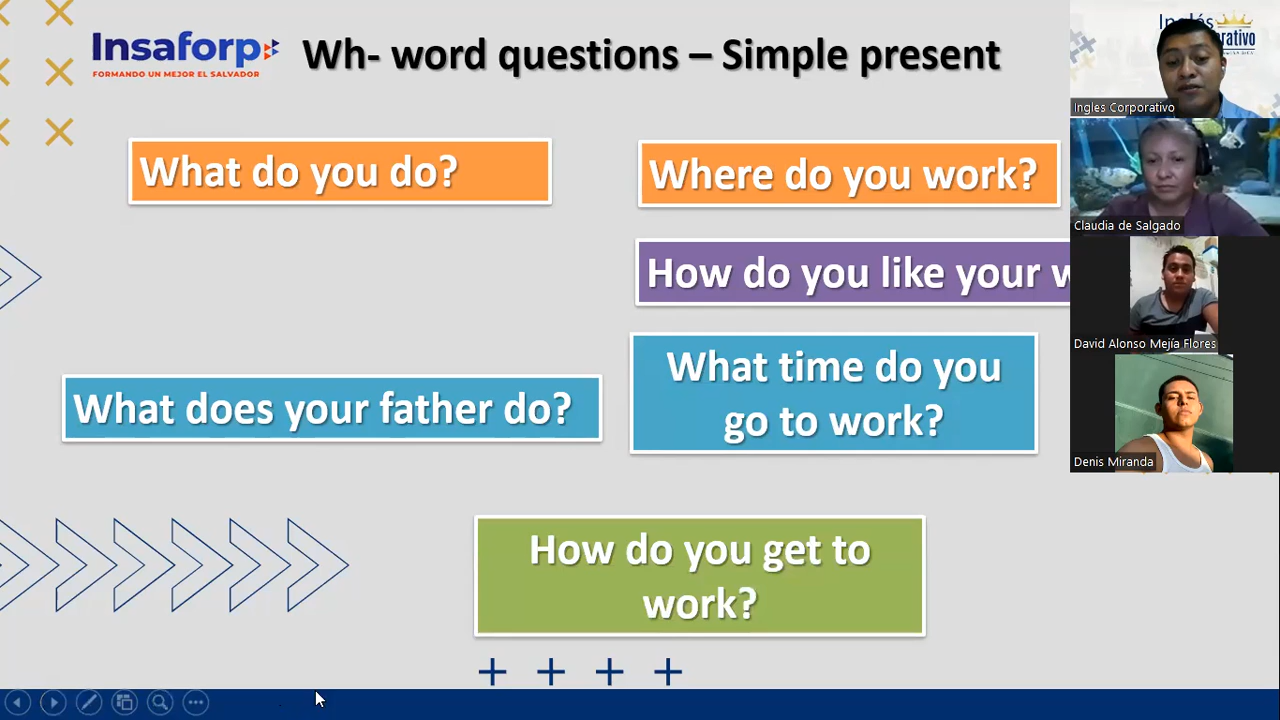 Insaforp
FORMANDO UN MEJOR EL SALVADOR
Wh- word questions – Simple present
What do you do?
Where do you work?
How do you like your
What does your father do?
What time do you
go to work?
How do you get to
work?
Inglés
Ingles Corporativo
Claudia de Salgado
David Alonso Mejía Flores
Denis Miranda